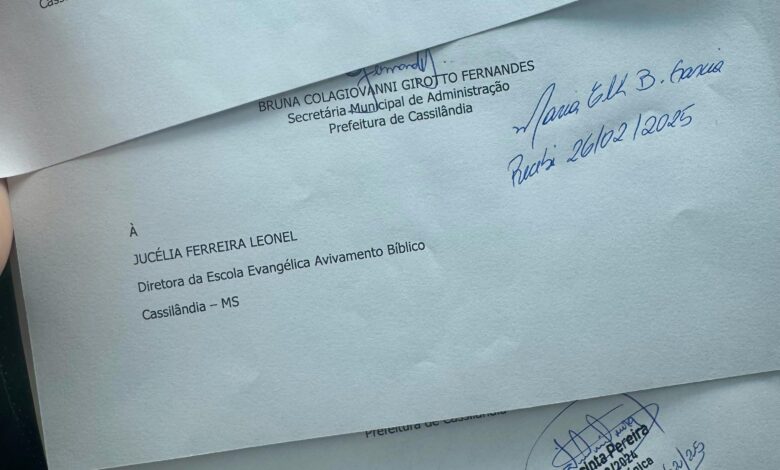 BRUNA COLAGIOVANNI GIROTTO FERNANDES
Secretária Municipal de Administração
Prefeitura de Cassilândia
Maria B. Garcia
Recebi 26/02/2025
À
JUCÉLIA FERREIRA LEONEL
Diretora da Escola Evangélica Avivamento Bíblico
Cassilândia – MS
Prefeitura de Cassilândia
Pereira